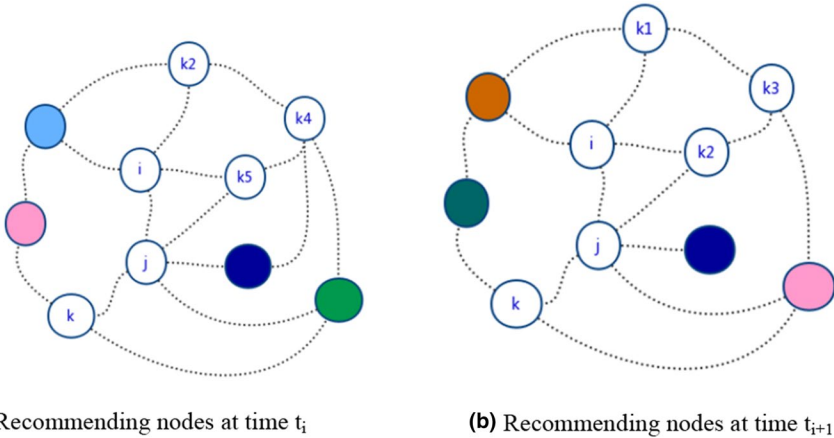 k2
k4
i
k5
j
k
k1
k3
i
k2
j
k
Recommending nodes at time ti
(b) Recommending nodes at time ti+1